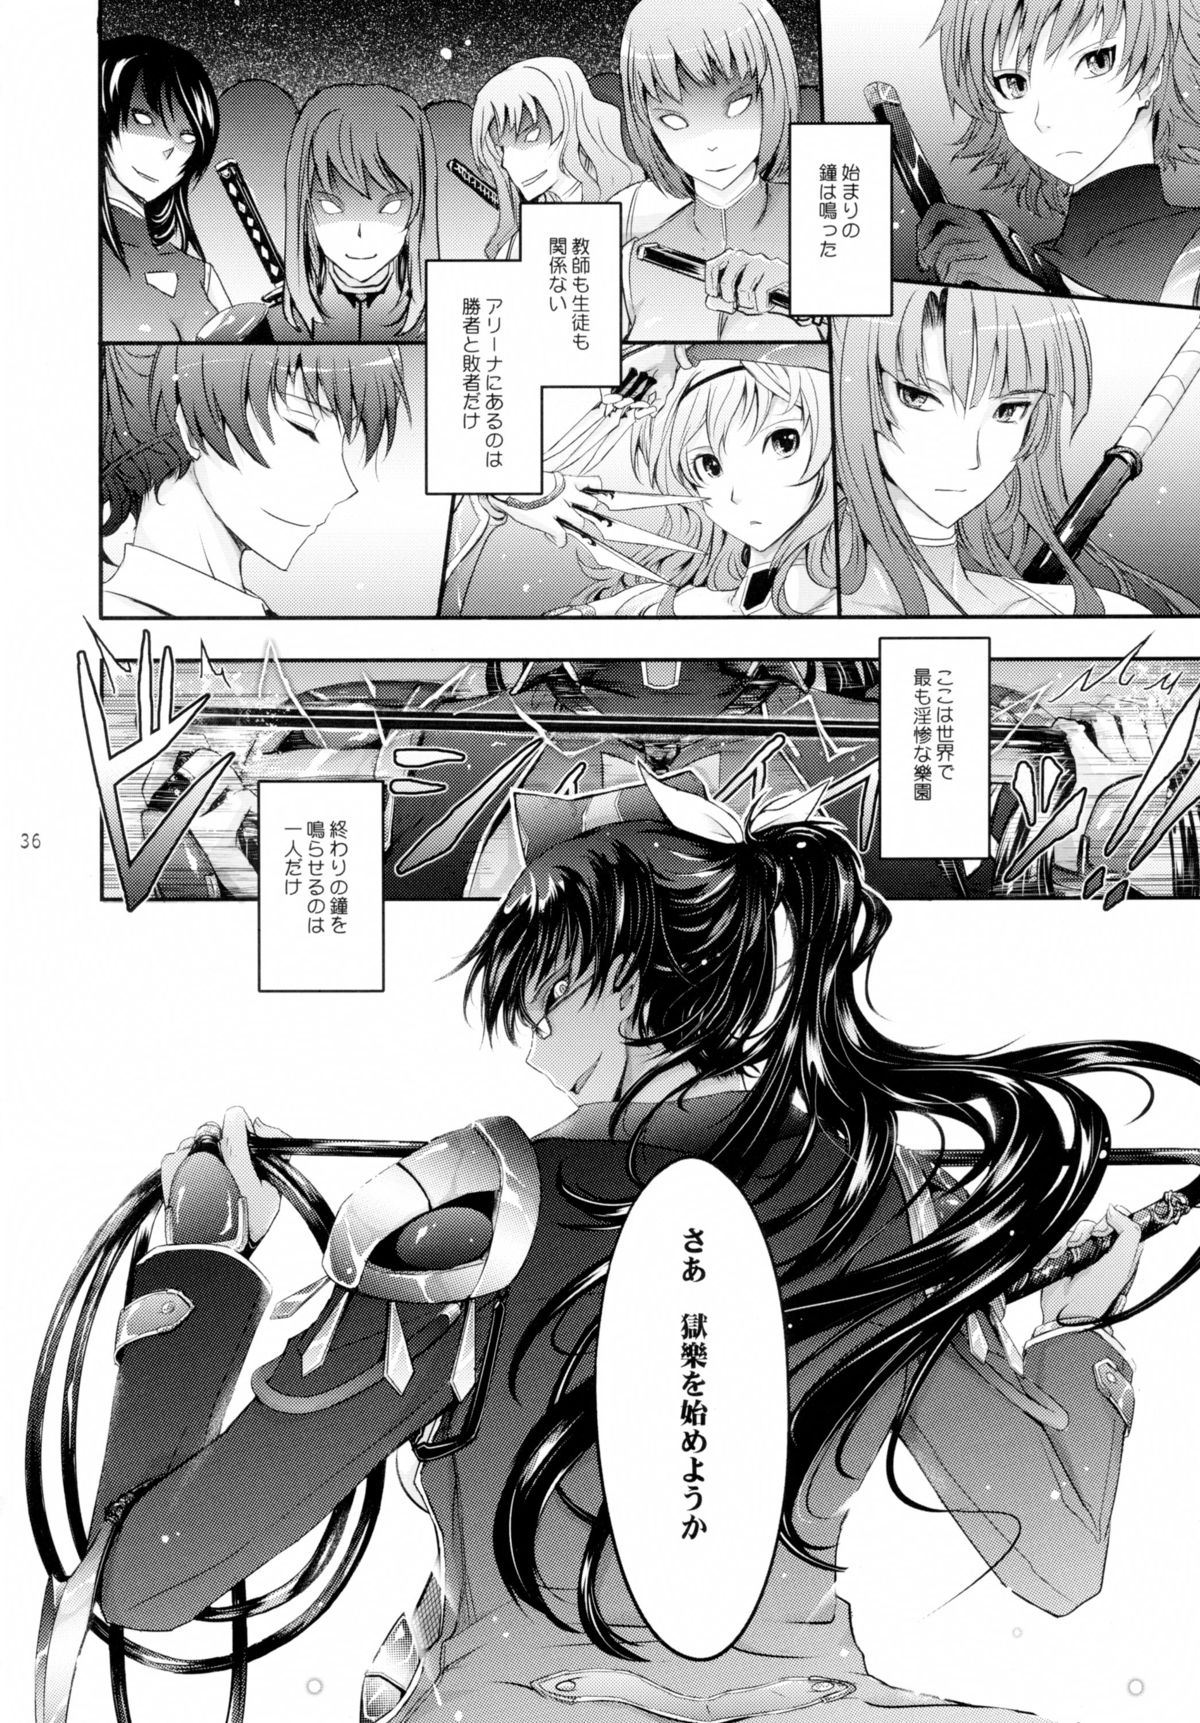 始まりの
鐘は鳴った
教師も生徒も
関係ない
アリーナにあるのは
勝者と敗者だけ
ここは世界で
最も淫惨な樂園
終わりの鐘を
鳴らせるのは
一人だけ
さあ 獄樂を始めようか
36